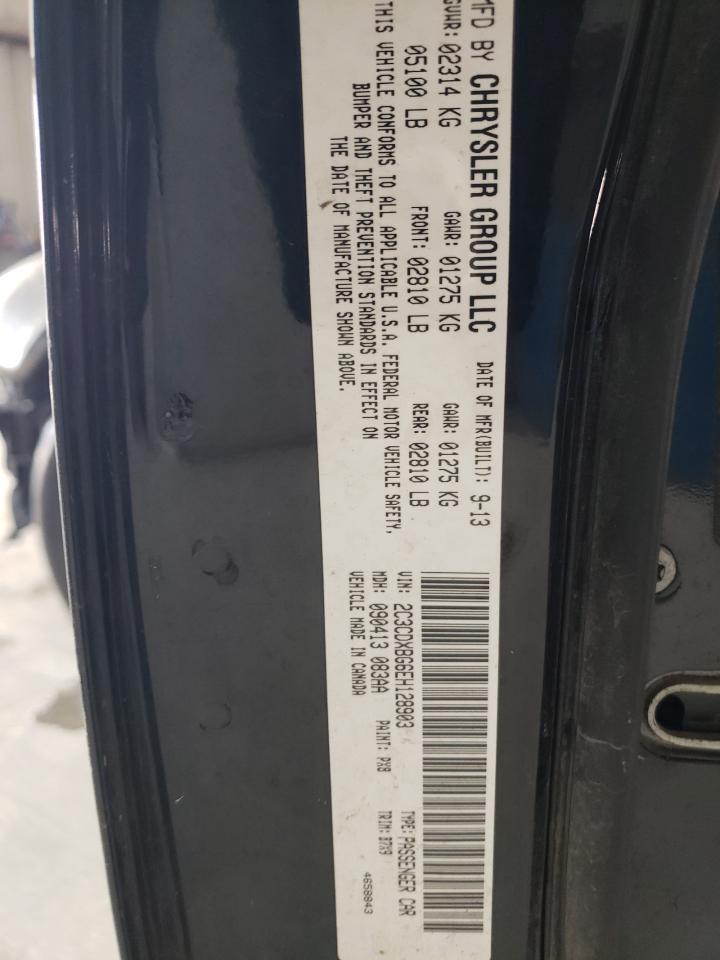 MFD BY CHRYSLER GROUP LLC DATE OF MFR(BUILT): 9-13
GVWR: 02314 KG GAWR: 01275 KG GAWR: 01275 KG
05100 LB FRONT: 02810 LB REAR: 02810 LB
THIS VEHICLE CONFORMS TO ALL APPLICABLE U.S.A. FEDERAL MOTOR VEHICLE SAFETY,
BUMPER AND THEFT PREVENTION STANDARDS IN EFFECT ON
THE DATE OF MANUFACTURE SHOWN ABOVE.
VIN: 2C3CDXBG6EH128903 TYPE: PASSENGER CAR
MDH: 090413 083AA PAINT: PX8 TRIM: B7X9
VEHICLE MADE IN CANADA
4658843